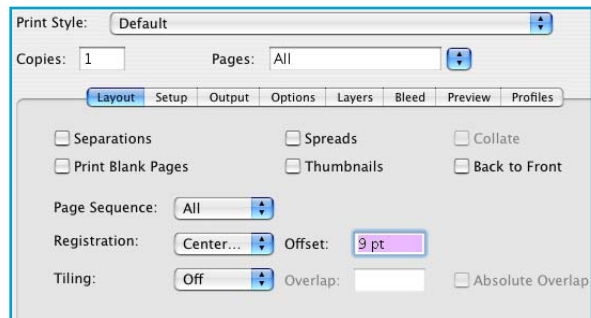 Print Style: Default
Copies: 1 Pages: All
Layout Setup Output Options Layers Bleed Preview Profiles
Separations Spreads Collate
Print Blank Pages Thumbnails Back to Front
Page Sequence: All
Registration: Center... Offset: 9 pt
Tiling: Off Overlap: Absolute Overlap